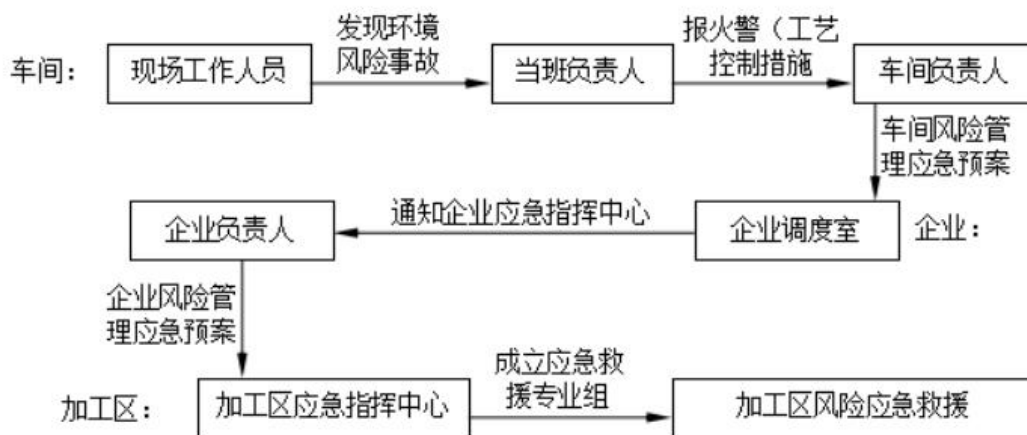 车间：
现场工作人员
发现环境
风险事故
当班负责人
报火警（工艺
控制措施
车间负责人
车间风险管
理应急预案
企业负责人
通知企业应急指挥中心
企业调度室
企业：
企业风险管
理应急预案
加工区：
加工区应急指挥中心
成立应急救
援专业组
加工区风险应急救援